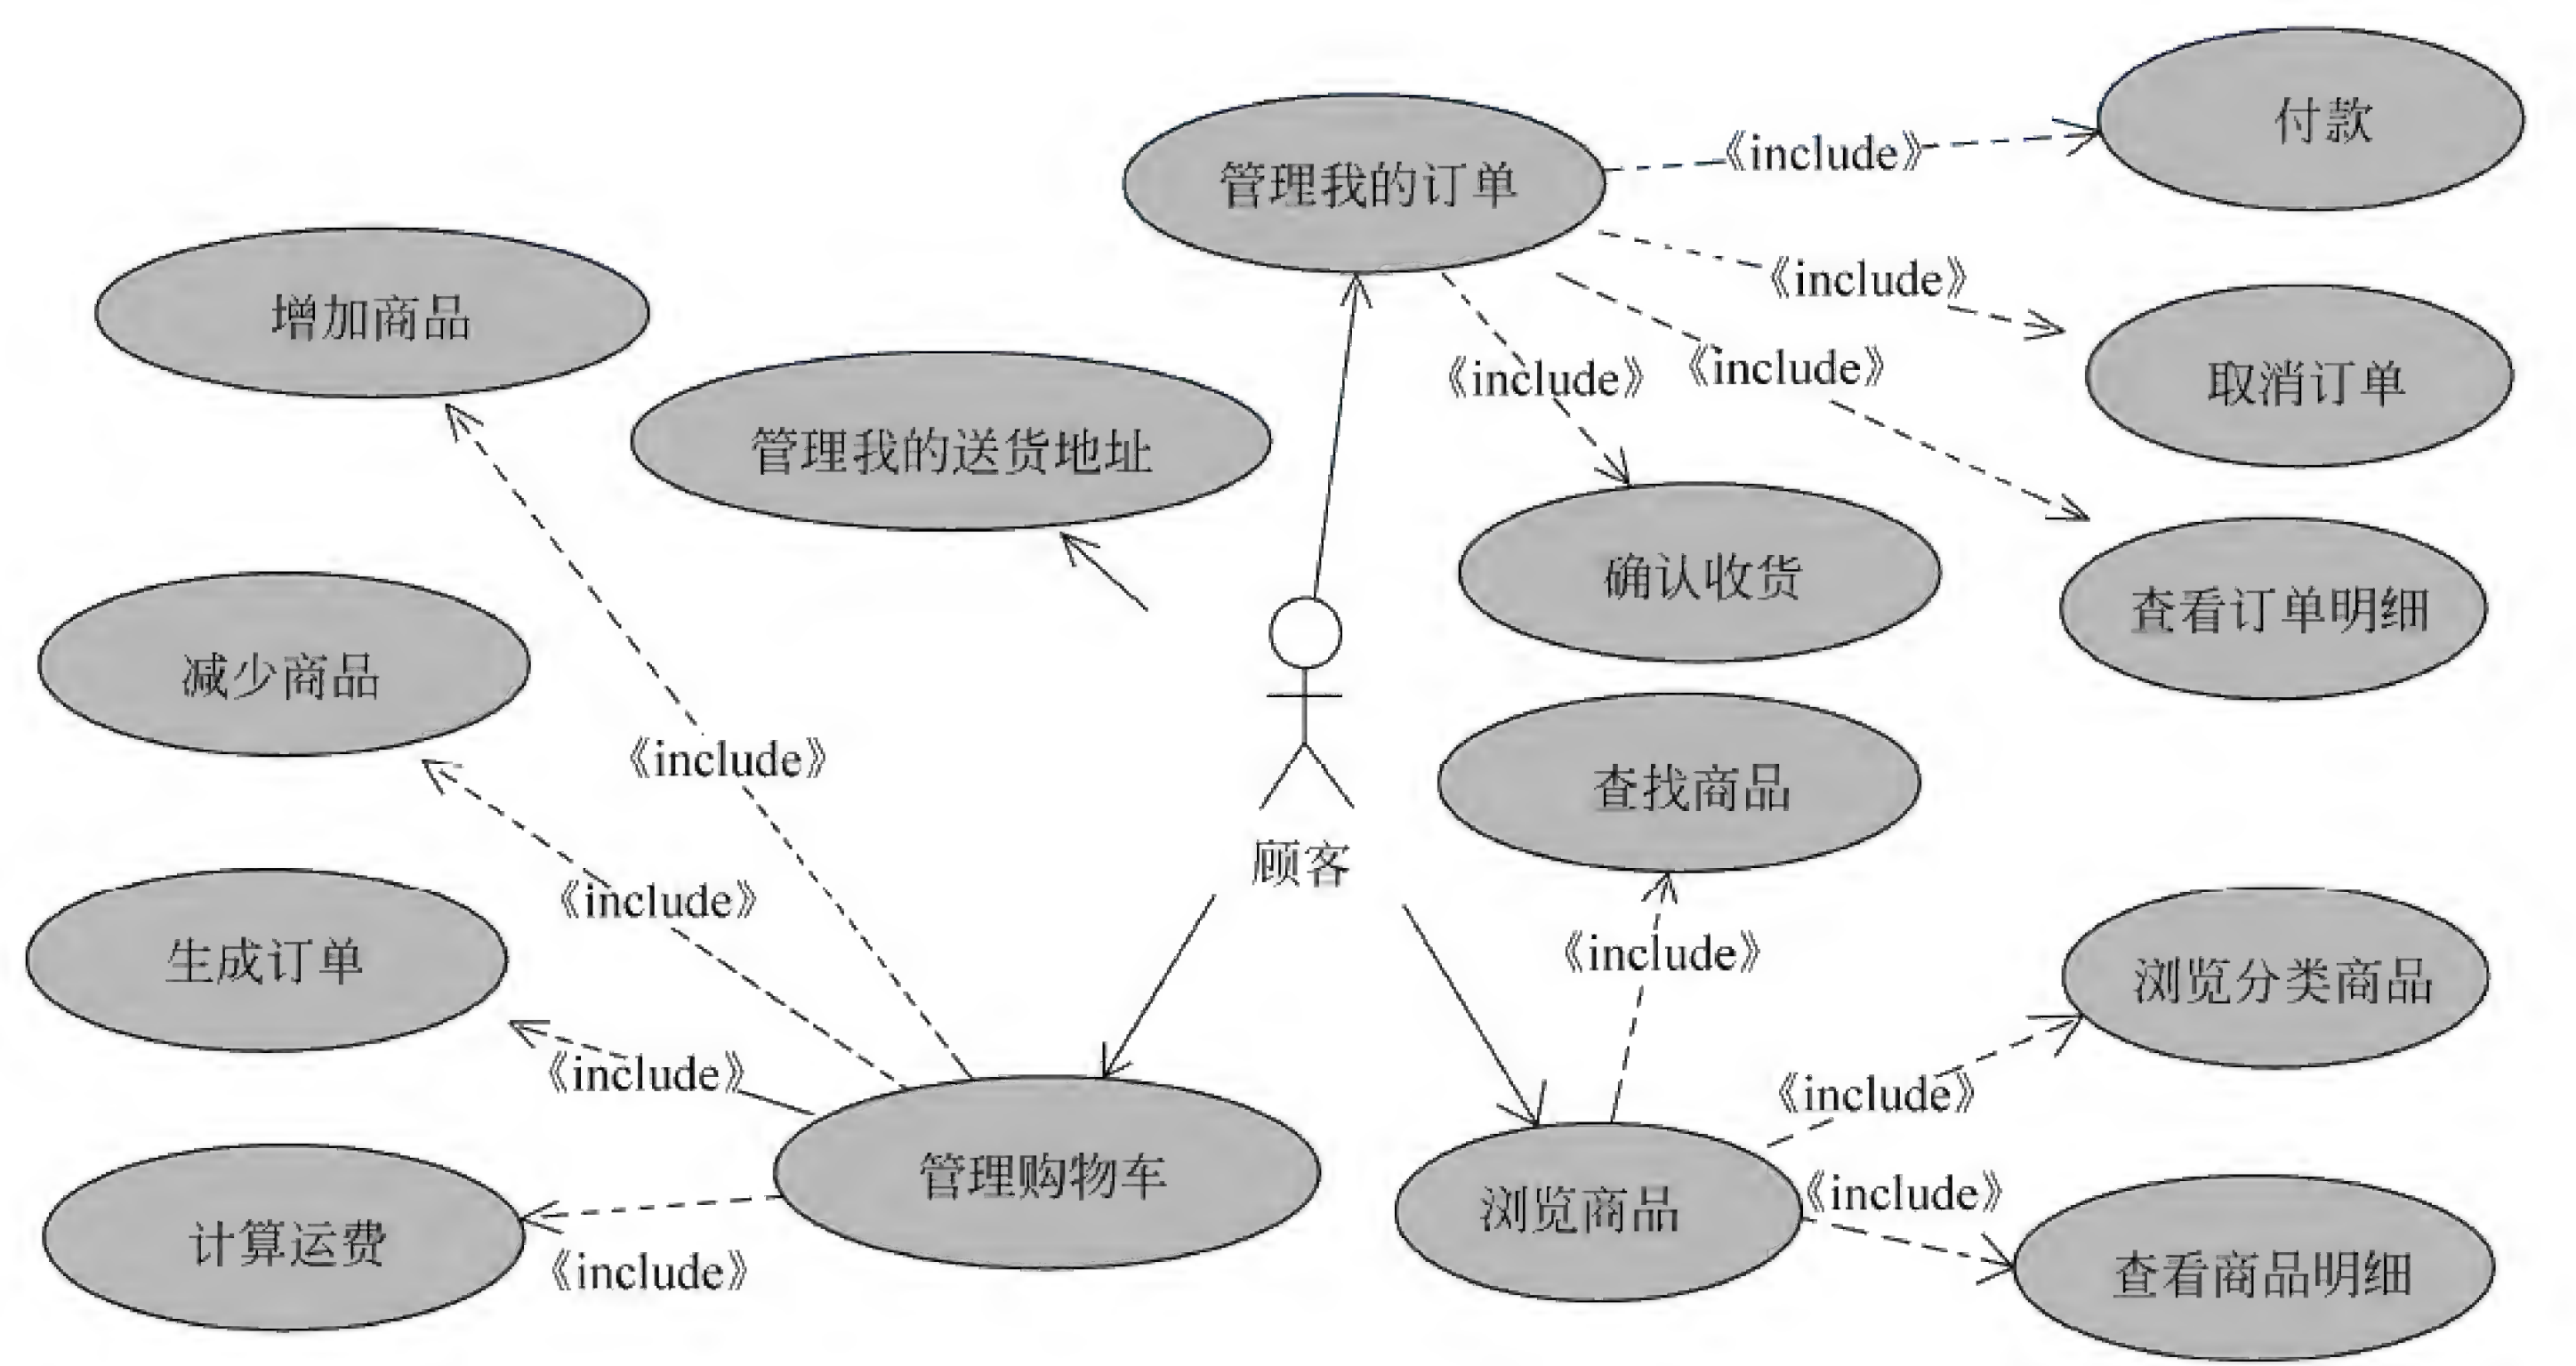 付款
管理我的订单
《include》
《include》
增加商品
《include》
《include》
取消订单
管理我的送货地址
确认收货
查看订单明细
减少商品
《include》
查找商品
顾客
《include》
《include》
生成订单
浏览分类商品
《include》
《include》
管理购物车
《include》
浏览商品
计算运费
《include》
查看商品明细